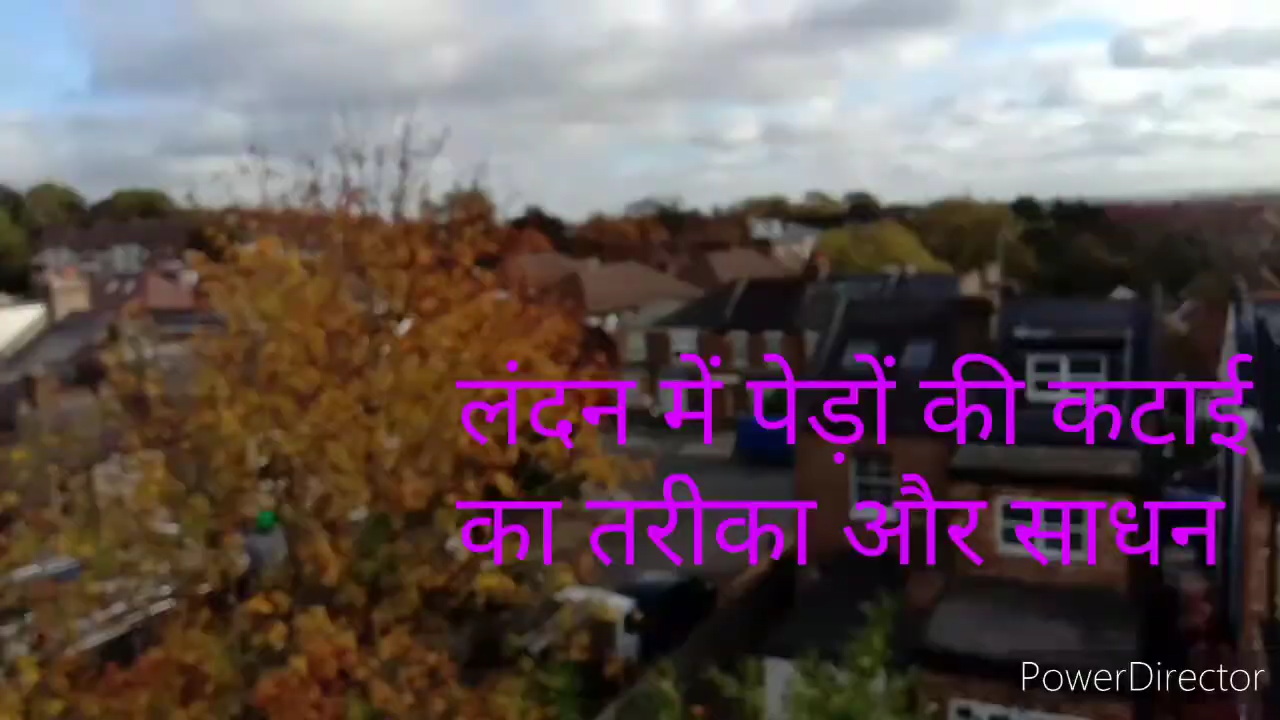 लंदन में पेड़ों की कटाई
का तरीका और साधन
PowerDirector